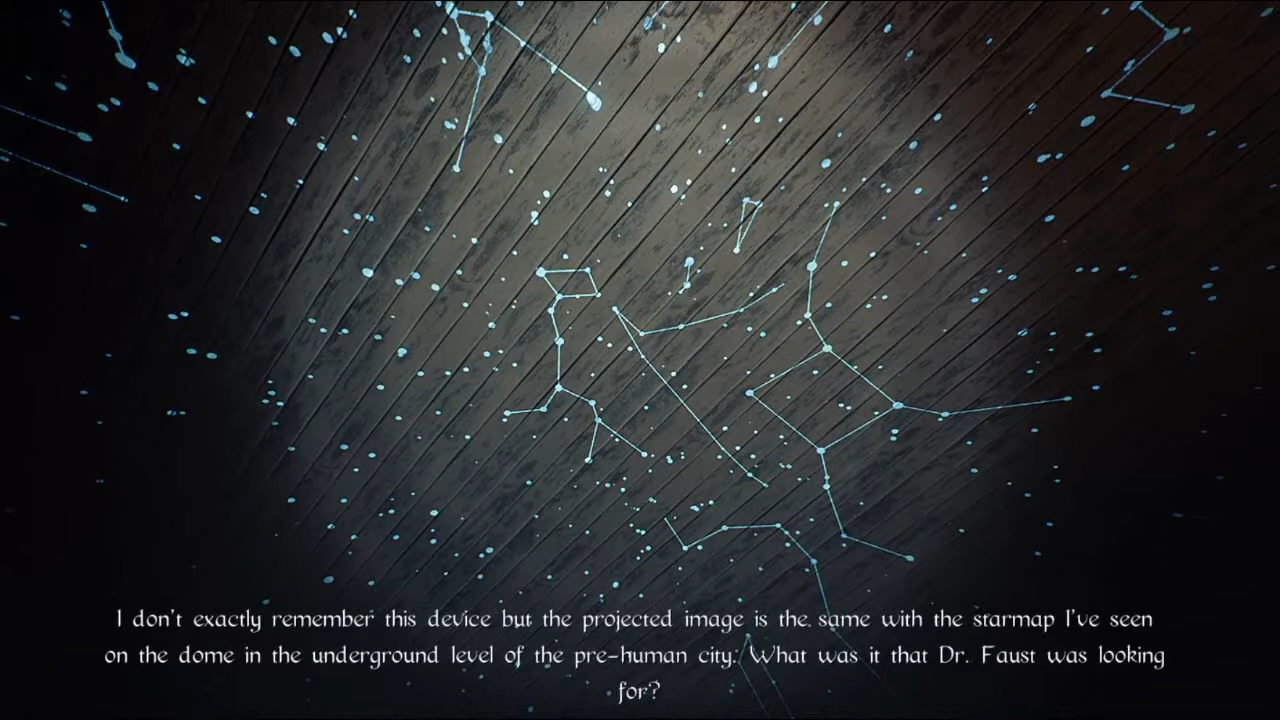 I don't exactly remember this device but the projected image is the same with the starmap I've seen
on the dome in the underground level of the pre-human city. What was it that Dr. Faust was looking
for?